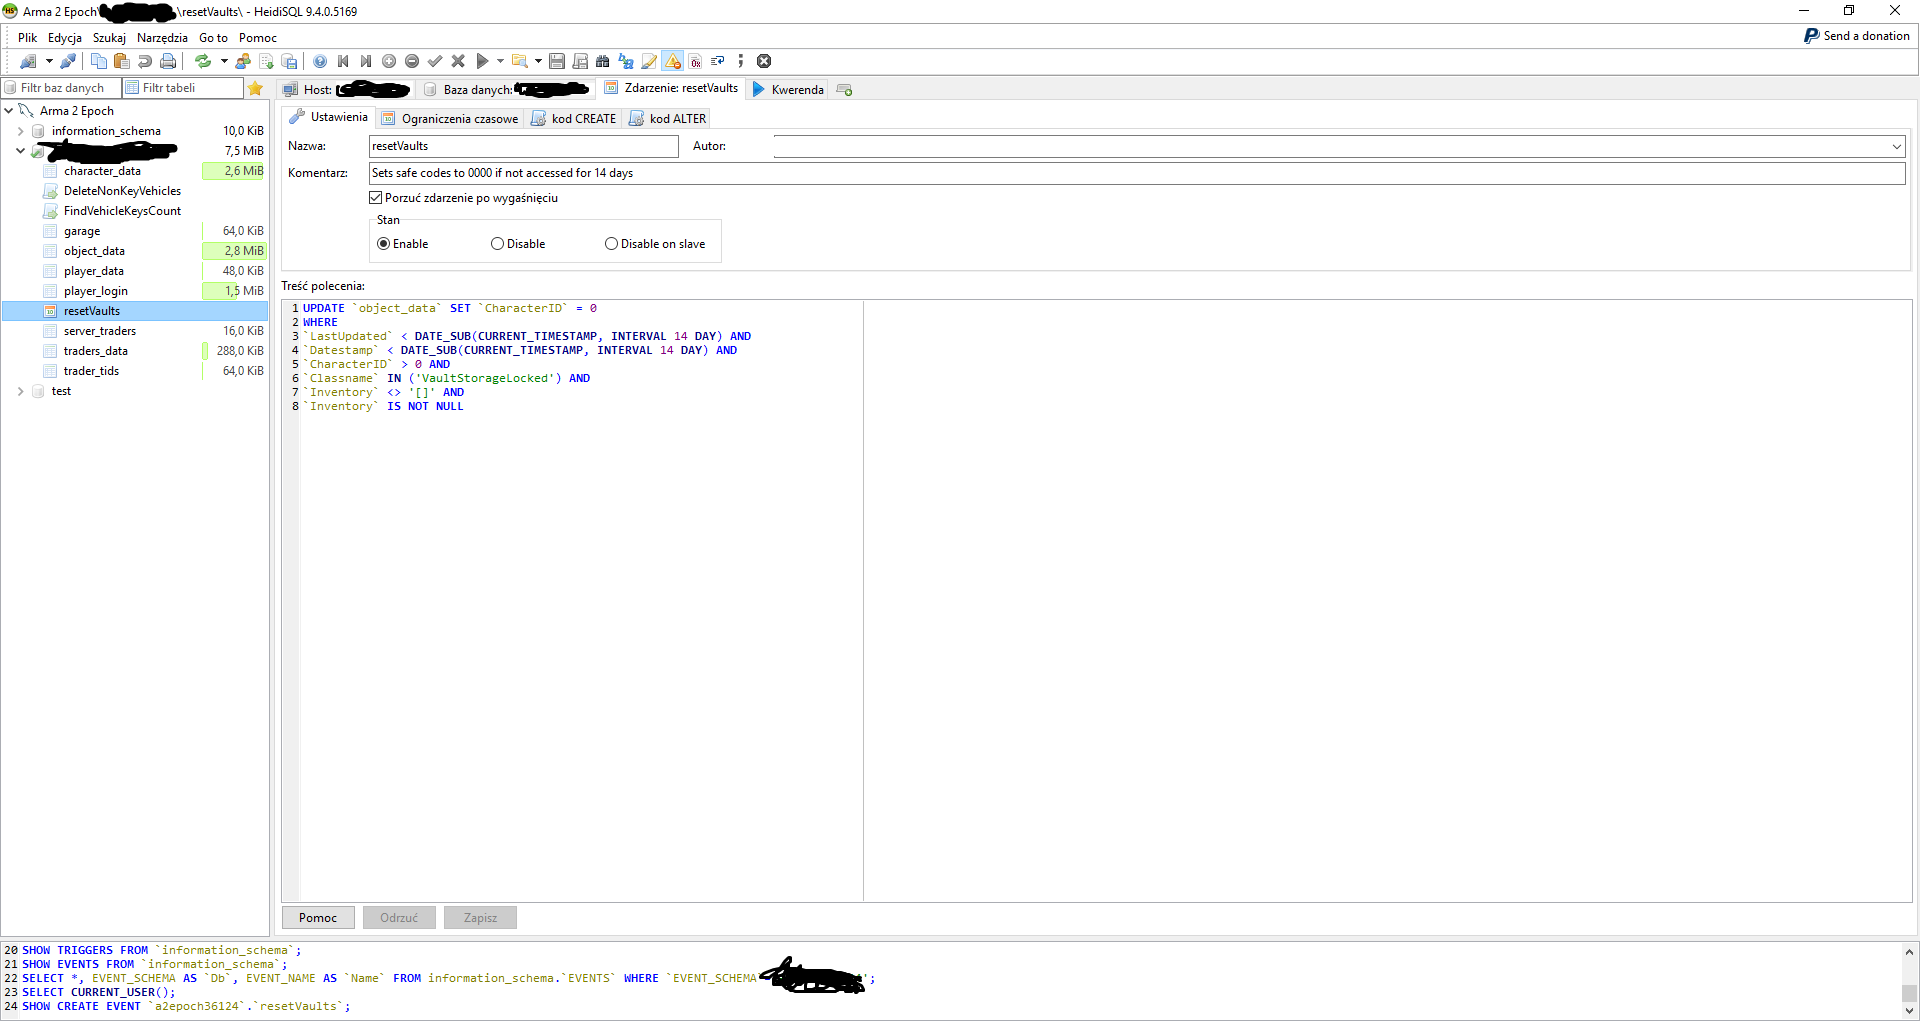 Arma 2 Epoch\ \resetVaults\ - HeidiSQL 9.4.0.5169
Plik Edycja Szukaj Narzędzia Go to Pomoc
Send a donation
Filtr baz danych Filtr tabeli
Host: Baza danych: Zdarzenie: resetVaults Kwerenda
Arma 2 Epoch
information_schema 10,0 KiB
7,5 MiB
character_data 2,6 MiB
DeleteNonKeyVehicles
FindVehicleKeysCount
garage 64,0 KiB
object_data 2,8 MiB
player_data 48,0 KiB
player_login 1,5 MiB
resetVaults
server_traders 16,0 KiB
traders_data 288,0 KiB
trader_tids 64,0 KiB
test
Ustawienia Ograniczenia czasowe kod CREATE kod ALTER
Nazwa: resetVaults Autor:
Komentarz: Sets safe codes to 0000 if not accessed for 14 days
Porzuć zdarzenie po wygaśnięciu
Stan
Enable Disable Disable on slave
Treść polecenia:
1 UPDATE `object_data` SET `CharacterID` = 0
2 WHERE
3 `LastUpdated` < DATE_SUB(CURRENT_TIMESTAMP, INTERVAL 14 DAY) AND
4 `Datestamp` < DATE_SUB(CURRENT_TIMESTAMP, INTERVAL 14 DAY) AND
5 `CharacterID` > 0 AND
6 `Classname` IN ('VaultStorageLocked') AND
7 `Inventory` <> '[]' AND
8 `Inventory` IS NOT NULL
Pomoc Odrzuć Zapisz
20 SHOW TRIGGERS FROM `information_schema`;
21 SHOW EVENTS FROM `information_schema`;
22 SELECT *, EVENT_SCHEMA AS `Db`, EVENT_NAME AS `Name` FROM information_schema.`EVENTS` WHERE `EVENT_SCHEMA` ';
23 SELECT CURRENT_USER();
24 SHOW CREATE EVENT `a2epoch36124`.`resetVaults`;